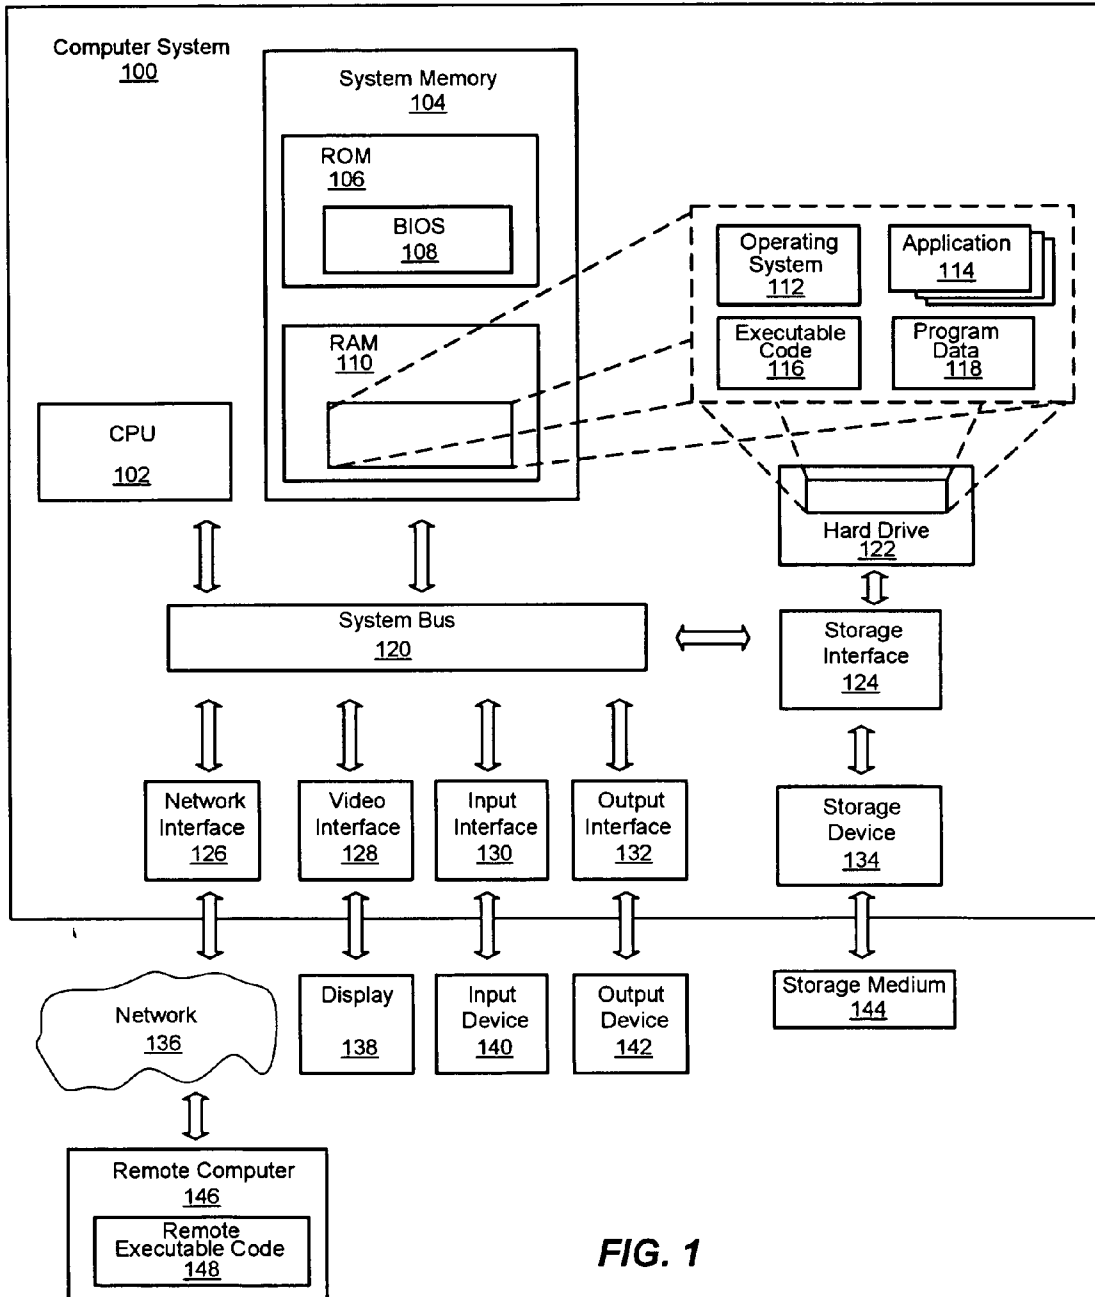 Computer System
100
System Memory
104
ROM
106
BIOS
108
RAM
110
Operating
System
112
Application
114
Executable
Code
116
Program
Data
118
CPU
102
Hard Drive
122
System Bus
120
Storage
Interface
124
Network
Interface
126
Video
Interface
128
Input
Interface
130
Output
Interface
132
Storage
Device
134
Network
136
Display
138
Input
Device
140
Output
Device
142
Storage Medium
144
Remote Computer
146
Remote
Executable Code
148
FIG. 1